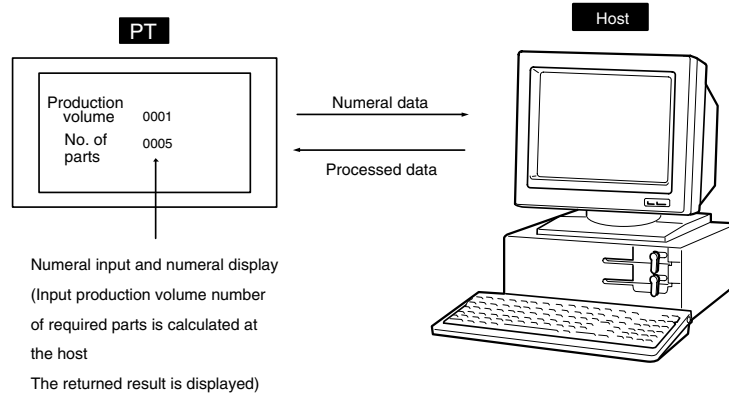 PT
Host
Production
volume 0001
No. of
parts 0005
Numeral data
Processed data
Numeral input and numeral display
(Input production volume number
of required parts is calculated at
the host
The returned result is displayed)